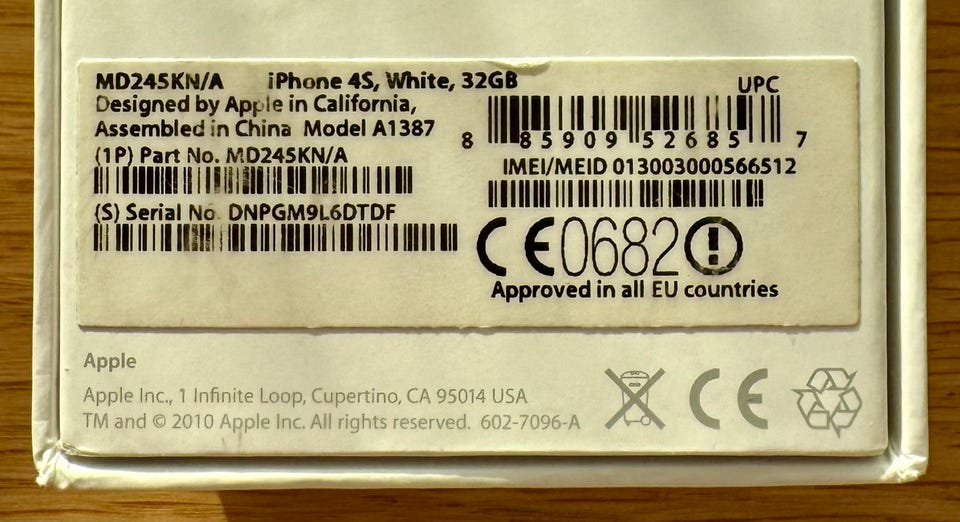 MD245KN/A iPhone 4S, White, 32GB
Designed by Apple in California,
Assembled in China Model A1387
(1P) Part No. MD245KN/A
(S) Serial No. DNPGM9L6DTDF
UPC
8 85909 52685 7
IMEI/MEID 013003000566512
CE0682
Approved in all EU countries
Apple
Apple Inc., 1 Infinite Loop, Cupertino, CA 95014 USA
TM and © 2010 Apple Inc. All rights reserved. 602-7096-A
CE